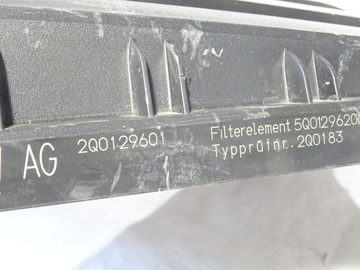 AG 2Q0129601 Filterelement 5Q0129620
Typprüfnr. 2Q0183